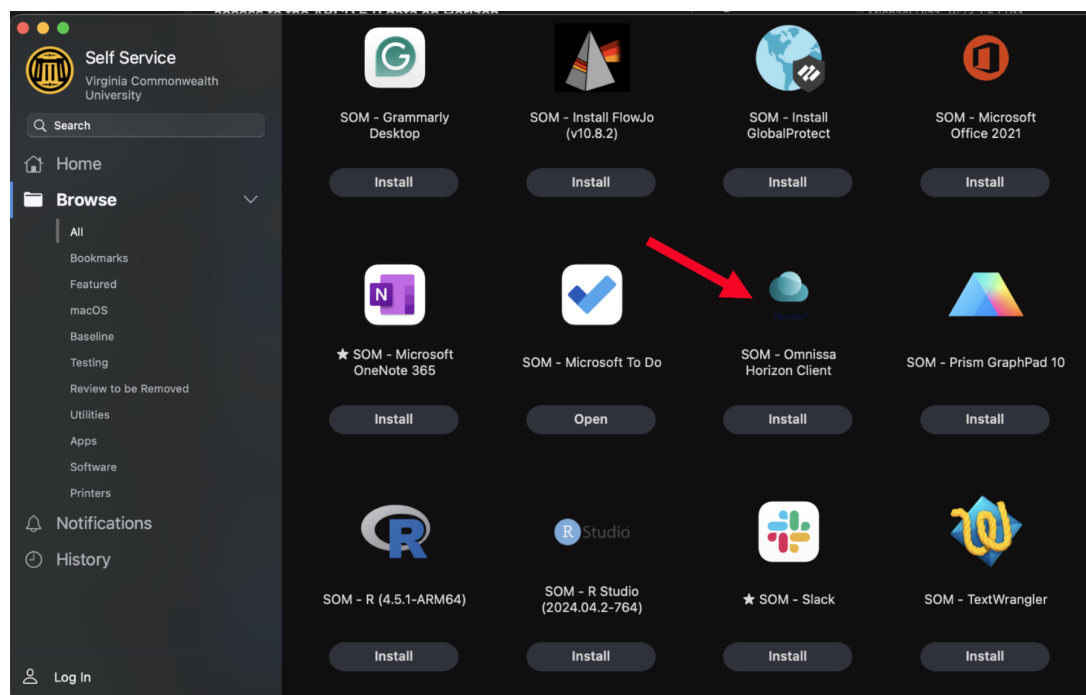 Self Service
Virginia Commonwealth
University
Search
Home
Browse
All
Bookmarks
Featured
macOS
Baseline
Testing
Review to be Removed
Utilities
Apps
Software
Printers
Notifications
History
Log In
SOM - Grammarly
Desktop
Install
SOM - Install FlowJo
(v10.8.2)
Install
SOM - Install
GlobalProtect
Install
SOM - Microsoft
Office 2021
Install
N
★ SOM - Microsoft
OneNote 365
Install
SOM - Microsoft To Do
Open
Horizon
SOM - Omnissa
Horizon Client
Install
SOM - Prism GraphPad 10
Install
R
SOM - R (4.5.1-ARM64)
Install
R Studio
SOM - R Studio
(2024.04.2-764)
Install
★ SOM - Slack
Install
SOM - TextWrangler
Install